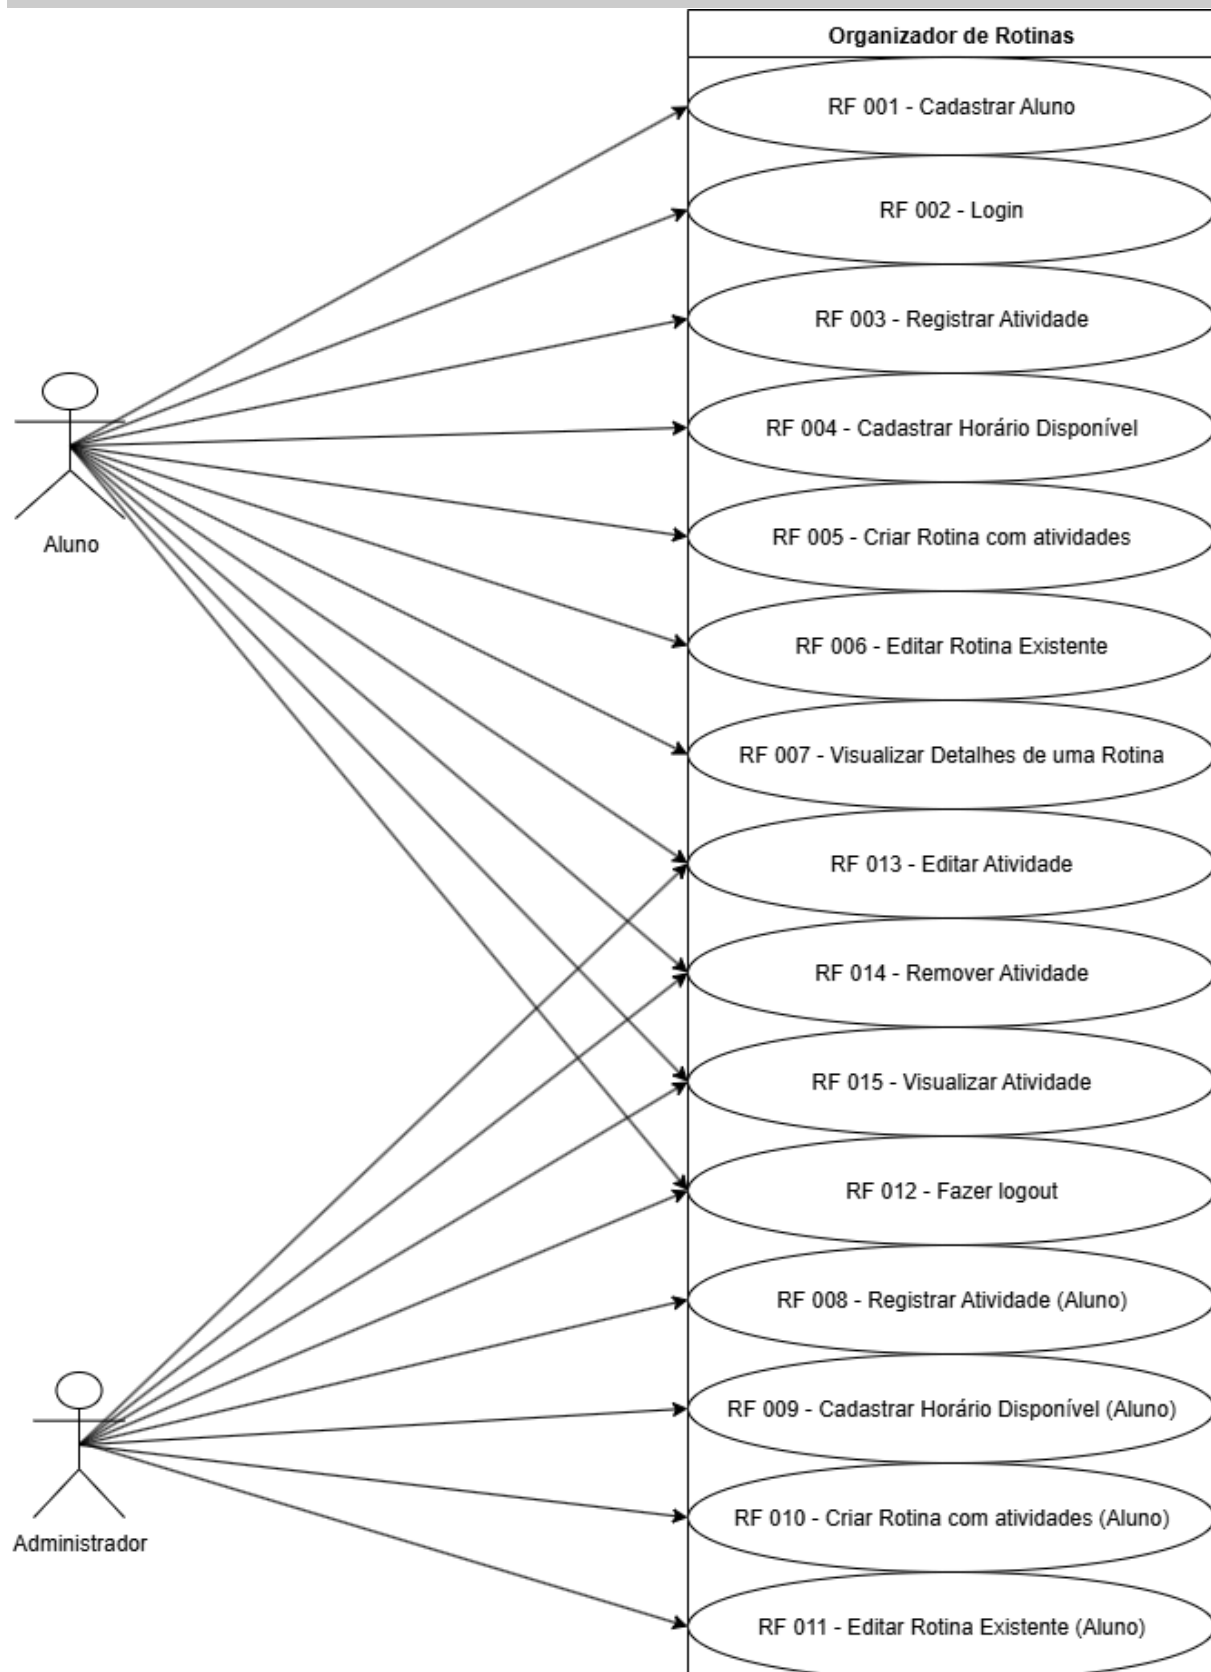 Organizador de Rotinas
RF 001 - Cadastrar Aluno
RF 002 - Login
RF 003 - Registrar Atividade
RF 004 - Cadastrar Horário Disponível
Aluno
RF 005 - Criar Rotina com atividades
RF 006 - Editar Rotina Existente
RF 007 - Visualizar Detalhes de uma Rotina
RF 013 - Editar Atividade
RF 014 - Remover Atividade
RF 015 - Visualizar Atividade
RF 012 - Fazer logout
RF 008 - Registrar Atividade (Aluno)
RF 009 - Cadastrar Horário Disponível (Aluno)
RF 010 - Criar Rotina com atividades (Aluno)
Administrador
RF 011 - Editar Rotina Existente (Aluno)